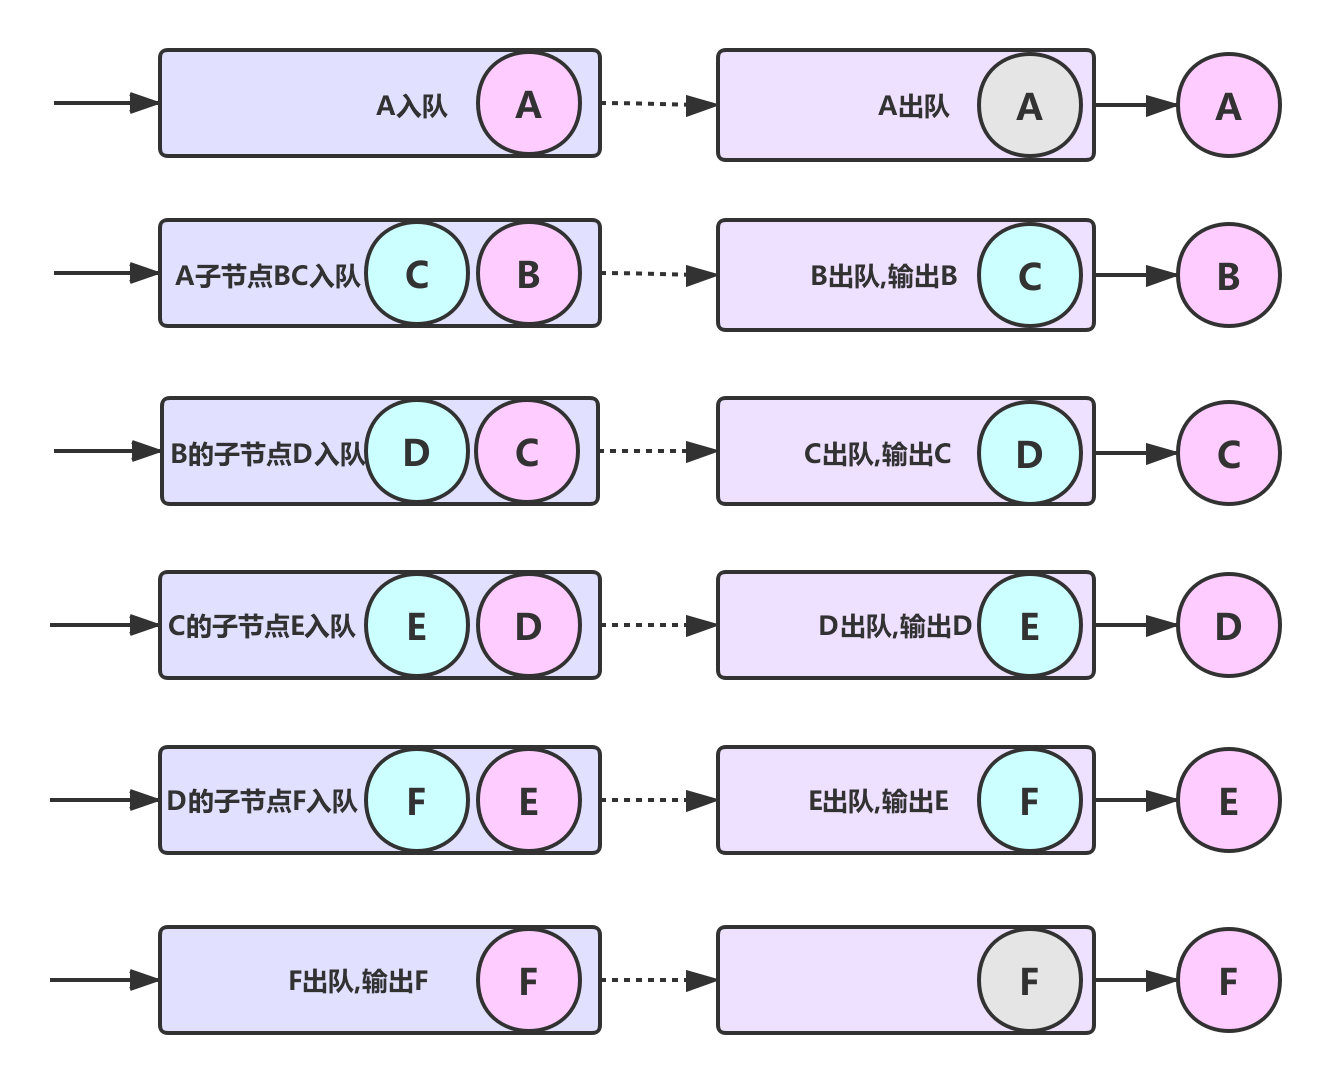 A入队 A A出队 A A
A子节点BC入队 C B B出队,输出B C B
B的子节点D入队 D C C出队,输出C D C
C的子节点E入队 E D D出队,输出D E D
D的子节点F入队 F E E出队,输出E F E
F出队,输出F F F F